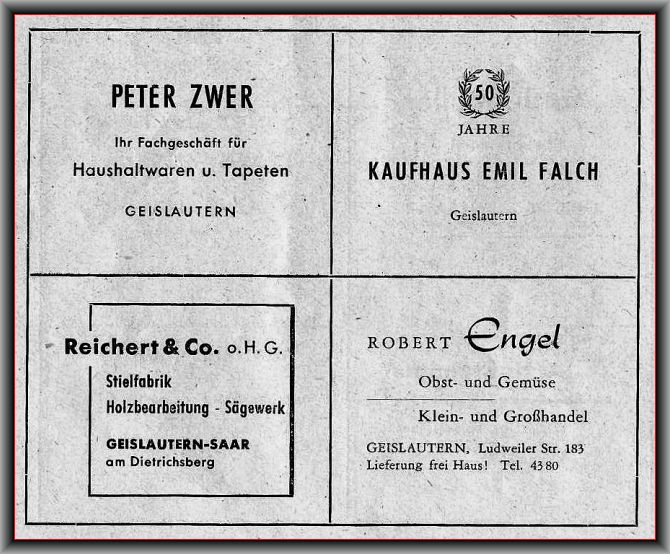 PETER ZWER
Ihr Fachgeschäft für
Haushaltwaren u. Tapeten
GEISLAUTERN
50
JAHRE
KAUFHAUS EMIL FALCH
Geislautern
Reichert & Co. o.H.G.
Stielfabrik
Holzbearbeitung - Sägewerk
GEISLAUTERN-SAAR
am Dietrichsberg
ROBERT Engel
Obst- und Gemüse
Klein- und Großhandel
GEISLAUTERN, Ludweiler Str. 183
Lieferung frei Haus! Tel. 43 80